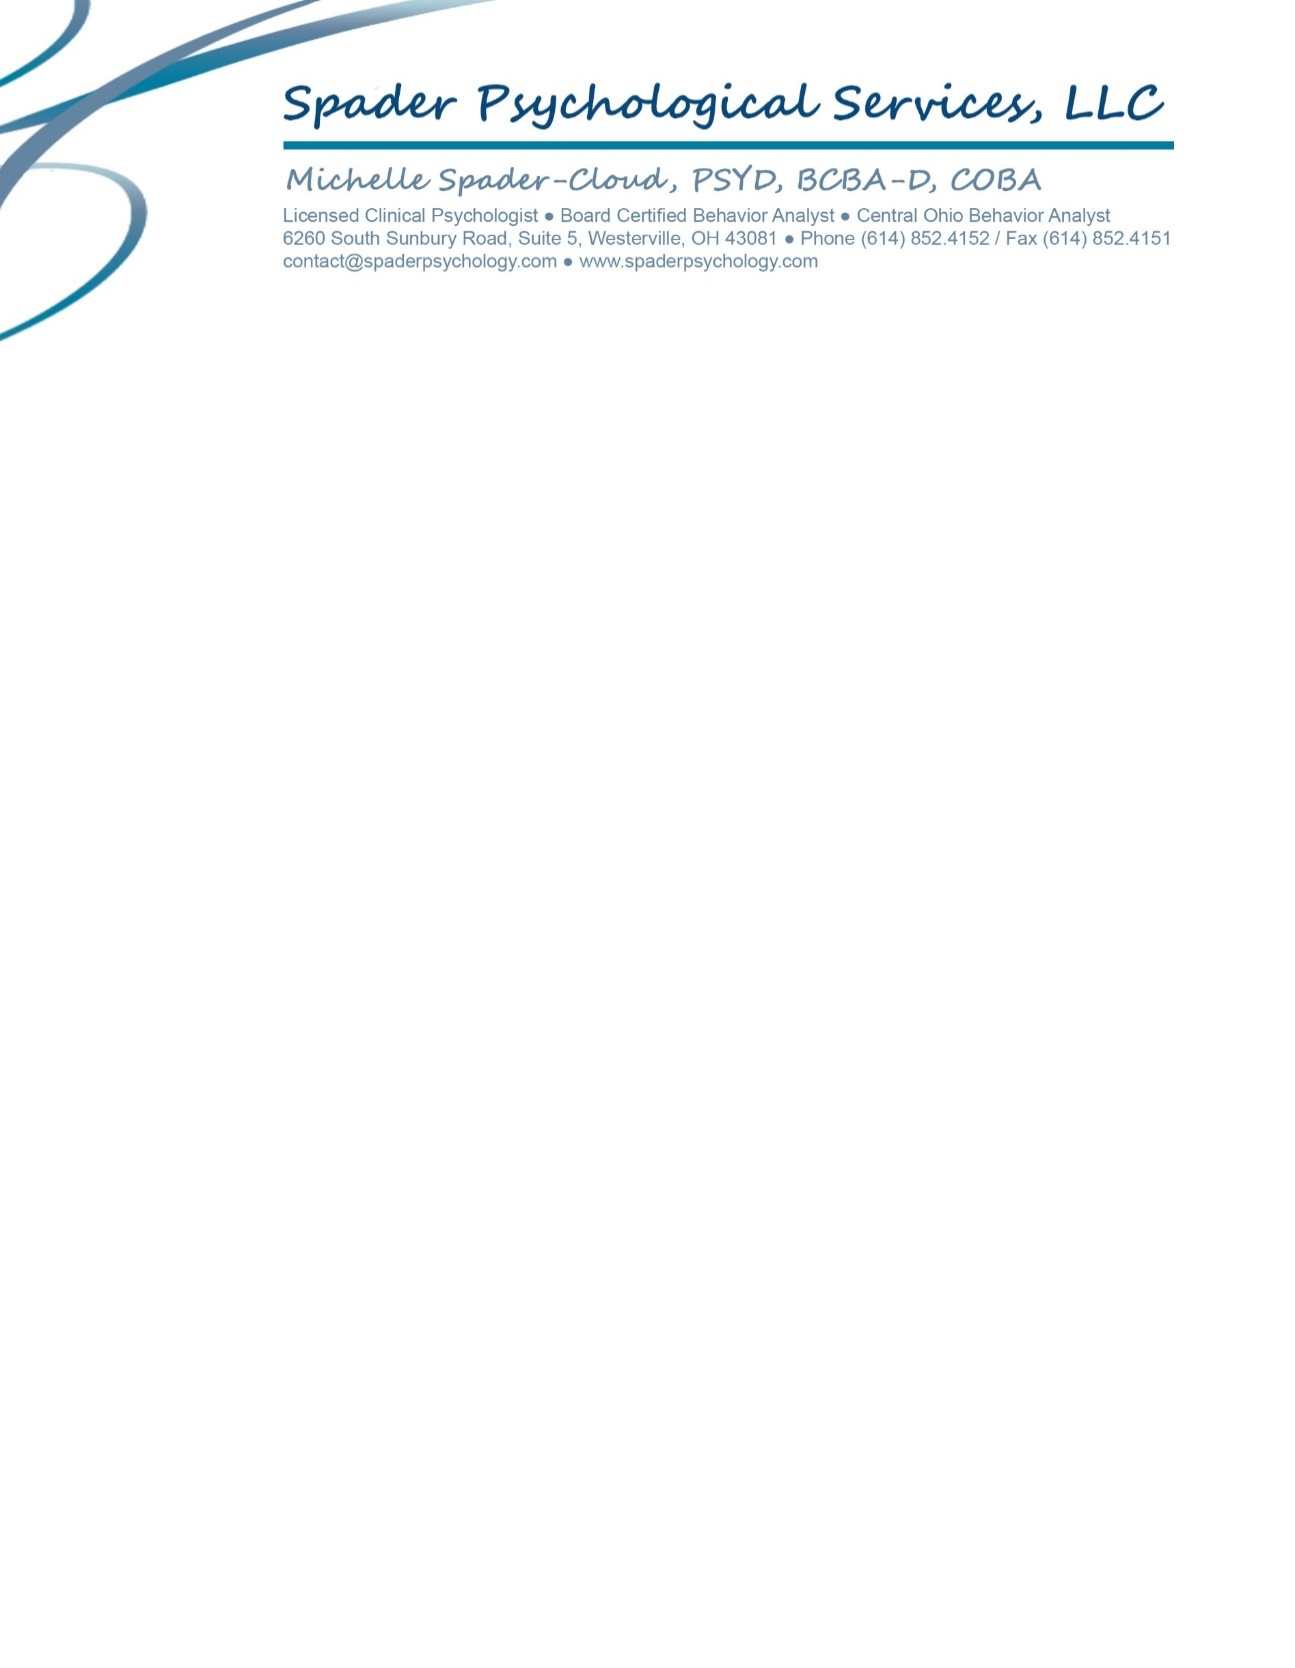 Spader Psychological Services, LLC
Michelle Spader-Cloud, PSYD, BCBA-D, COBA
Licensed Clinical Psychologist ● Board Certified Behavior Analyst ● Central Ohio Behavior Analyst
6260 South Sunbury Road, Suite 5, Westerville, OH 43081 ● Phone (614) 852.4152 / Fax (614) 852.4151
contact@spaderpsychology.com ● www.spaderpsychology.com